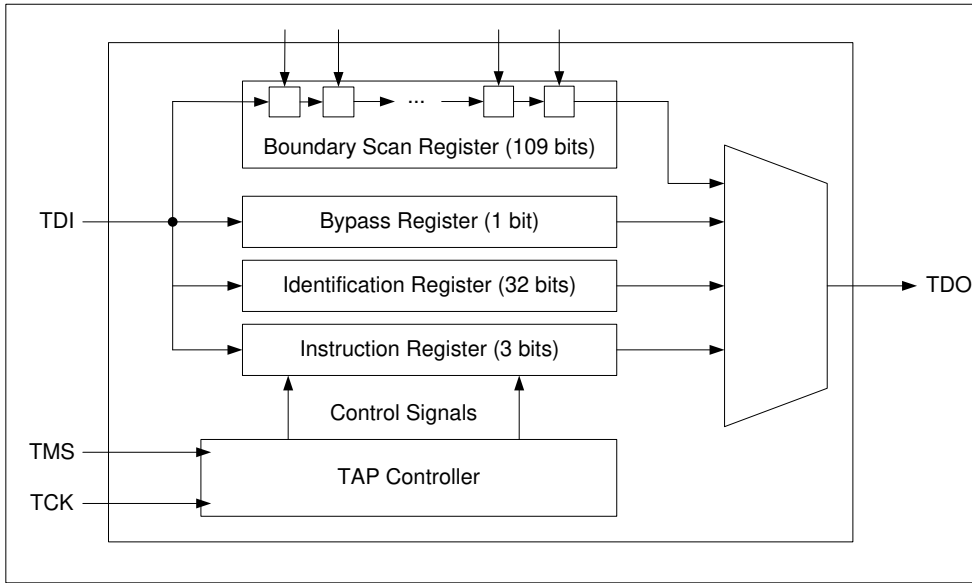 ...
Boundary Scan Register (109 bits)
TDI
Bypass Register (1 bit)
Identification Register (32 bits)
TDO
Instruction Register (3 bits)
Control Signals
TMS
TAP Controller
TCK